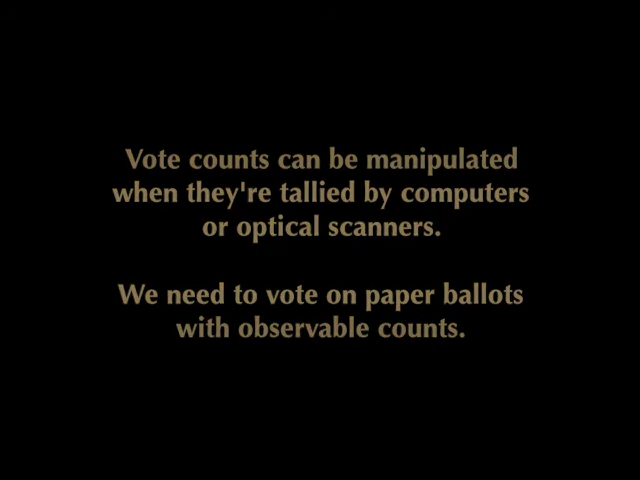 Vote counts can be manipulated
when they're tallied by computers
or optical scanners.
We need to vote on paper ballots
with observable counts.